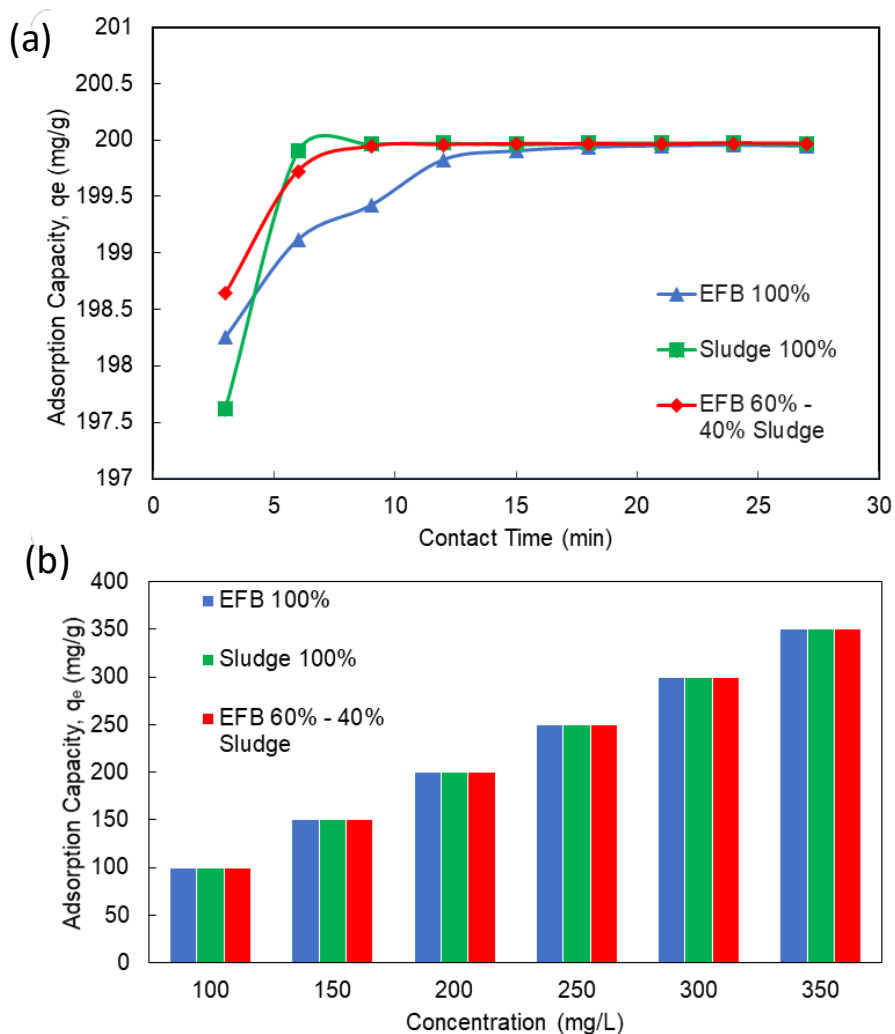 (a)
201
200.5
200
199.5
199
198.5
198
197.5
197
Adsorption Capacity, qe (mg/g)
EFB 100%
Sludge 100%
EFB 60% -
40% Sludge
0 5 10 15 20 25 30
Contact Time (min)
(b)
400
350
300
250
200
150
100
50
0
Adsorption Capacity, qₑ (mg/g)
EFB 100%
Sludge 100%
EFB 60% - 40%
Sludge
100 150 200 250 300 350
Concentration (mg/L)